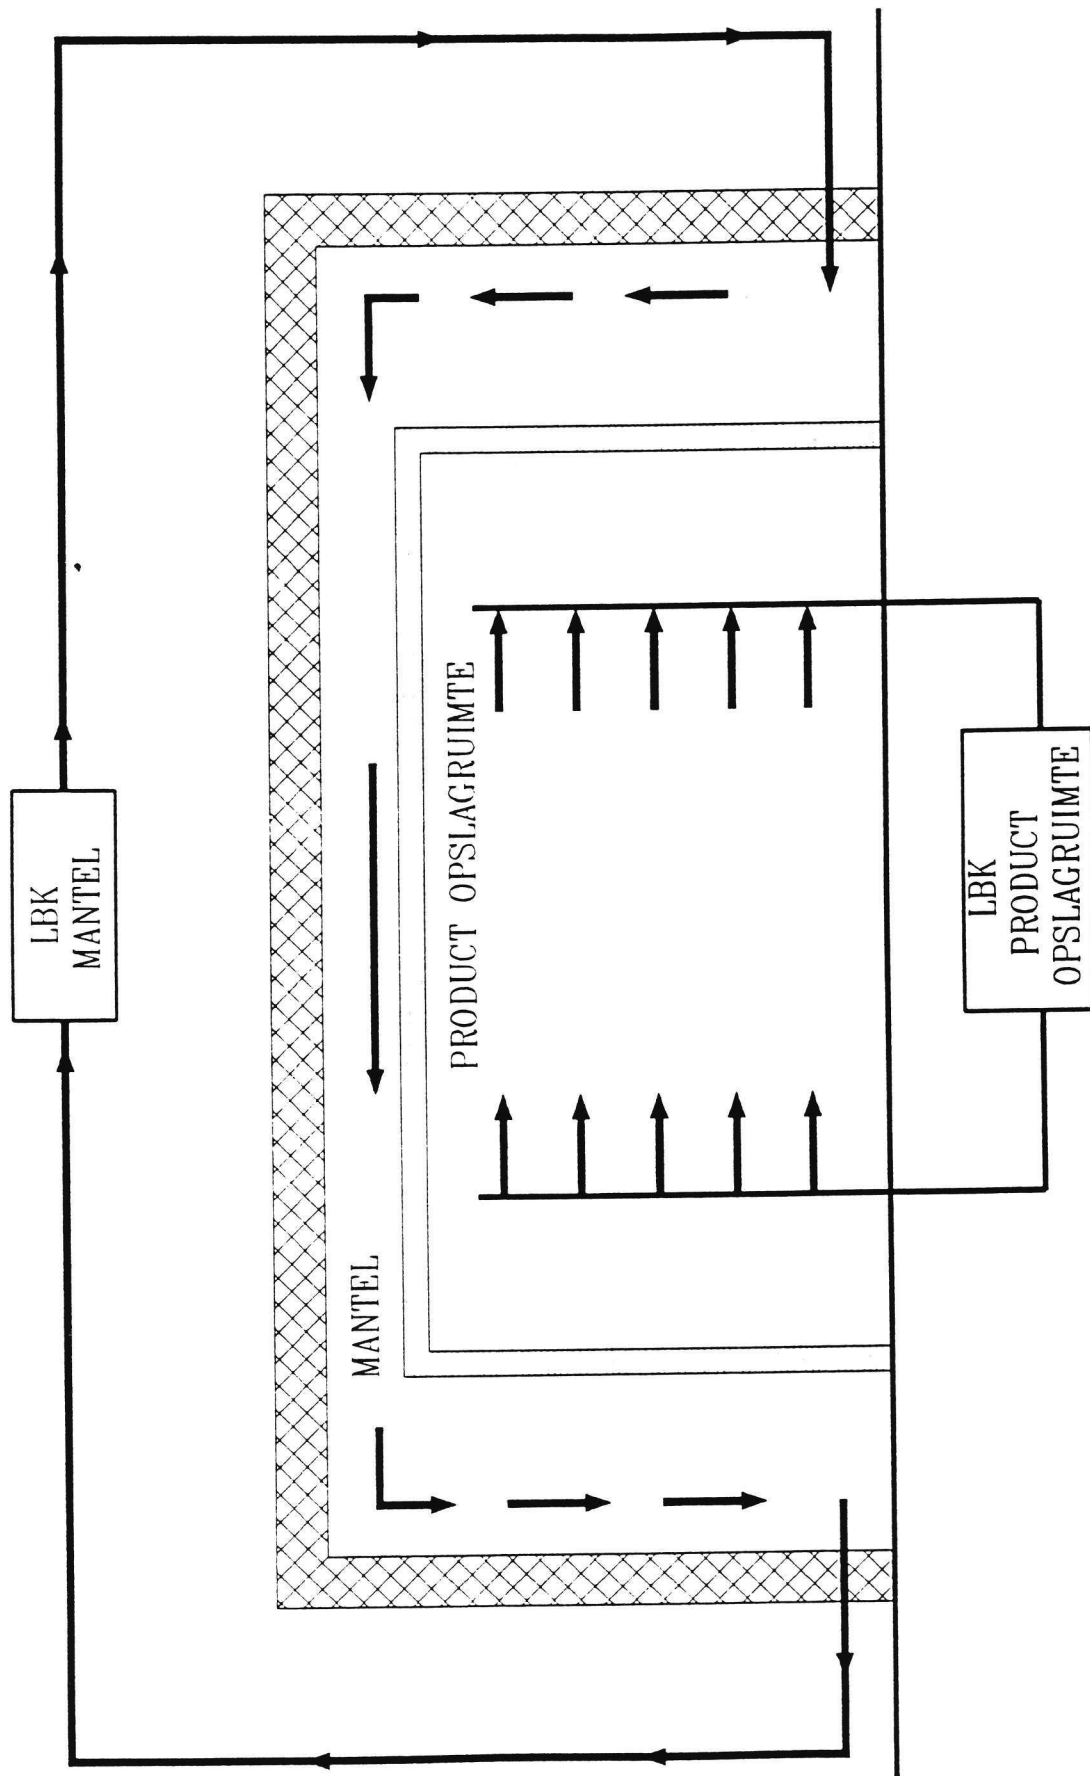 LBK
MANTEL
MANTEL
PRODUCT OPSLAGRUIMTE
LBK
PRODUCT
OPSLAGRUIMTE